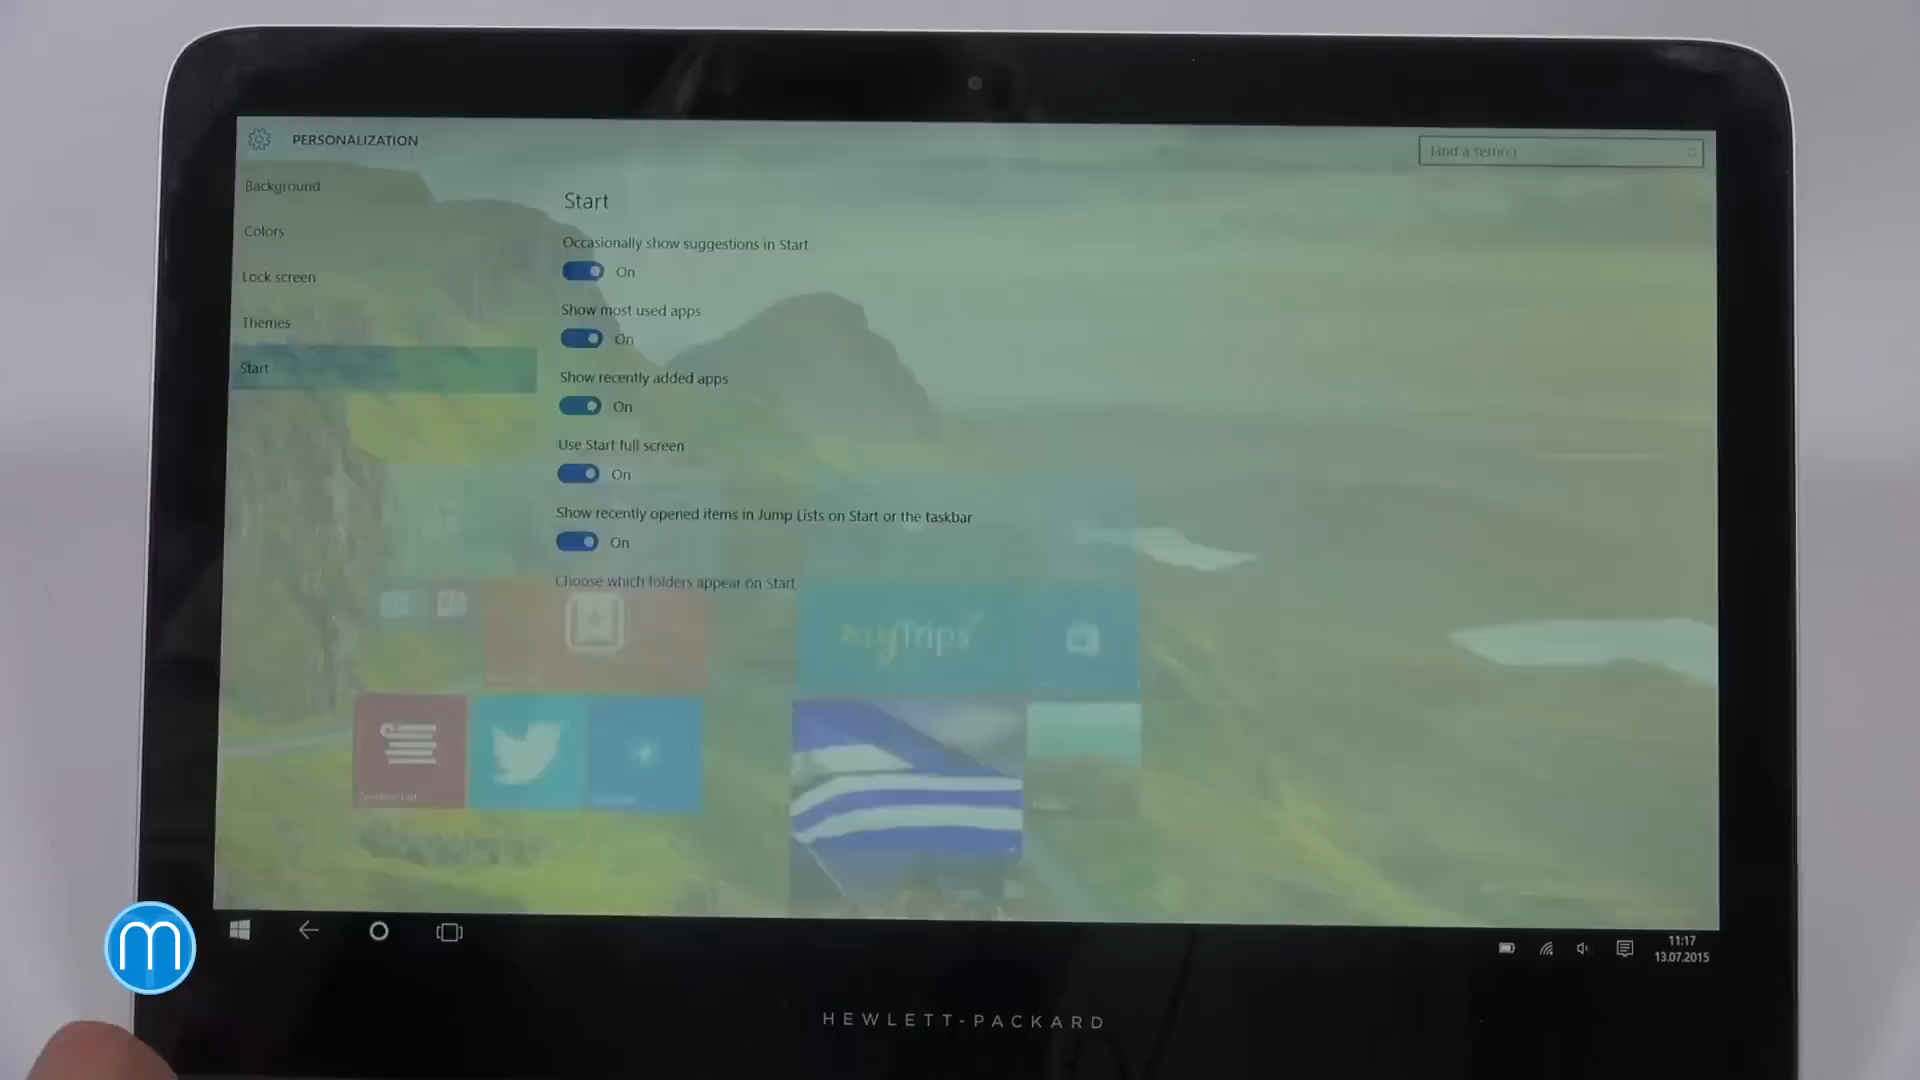 PERSONALIZATION
Find a setting
Background
Colors
Lock screen
Themes
Start
Start
Occasionally show suggestions in Start
On
Show most used apps
On
Show recently added apps
On
Use Start full screen
On
Show recently opened items in Jump Lists on Start or the taskbar
On
Choose which folders appear on Start
Trips
11:17
13.07.2015
m
HEWLETT-PACKARD